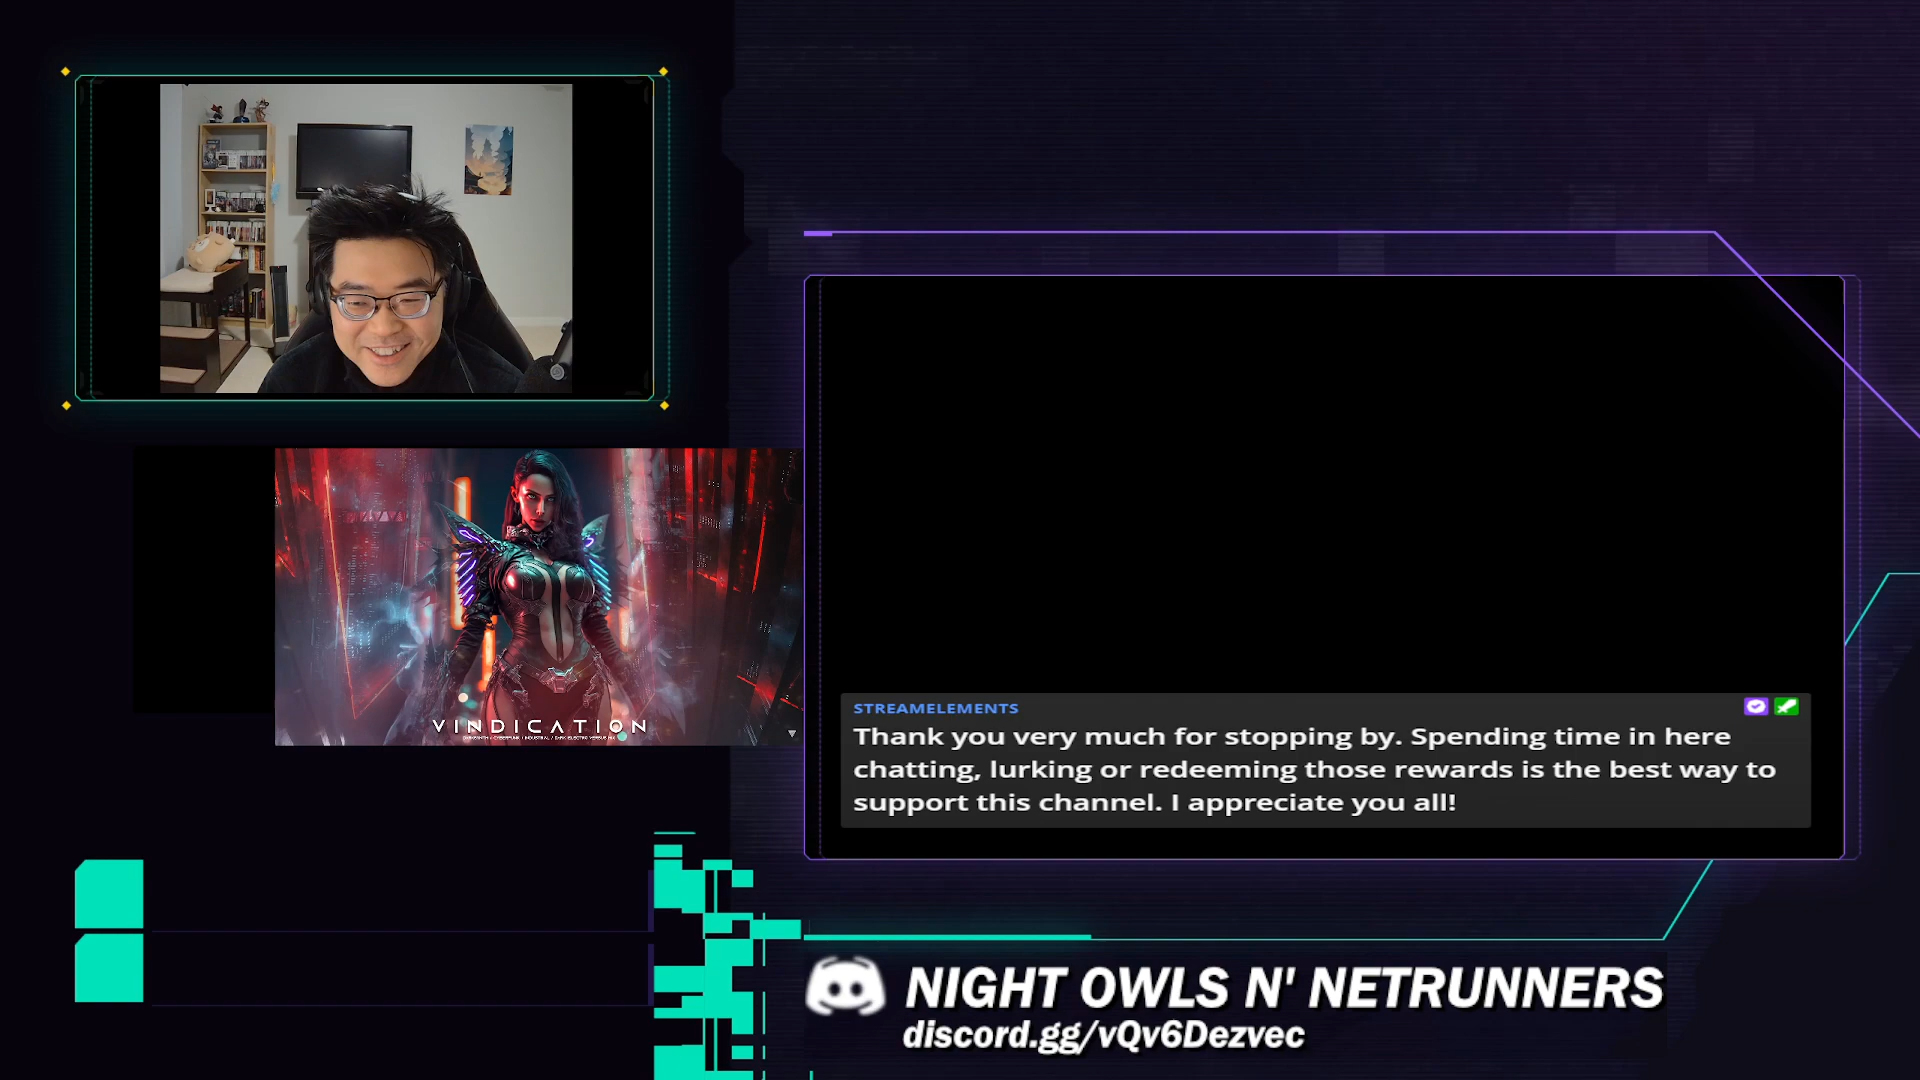 VINDICATION
STREAMELEMENTS
Thank you very much for stopping by. Spending time in here
chatting, lurking or redeeming those rewards is the best way to
support this channel. I appreciate you all!
NIGHT OWLS N' NETRUNNERS
discord.gg/vQv6Dezvec